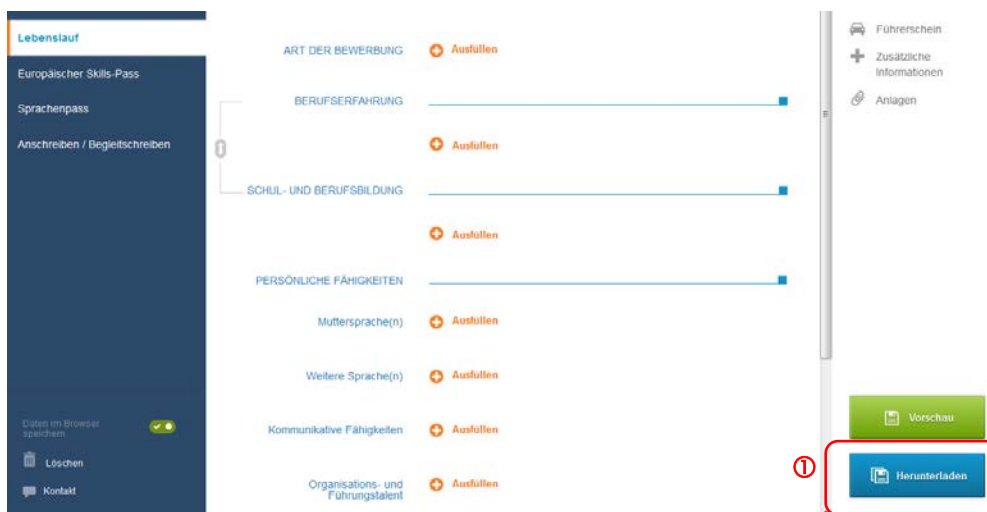 Lebenslauf
Europäischer Skills-Pass
Sprachenpass
Anschreiben / Begleitschreiben
Daten im Browser
speichern
Löschen
Kontakt
ART DER BEWERBUNG Ausfüllen
BERUFSERFAHRUNG
Ausfüllen
SCHUL- UND BERUFSBILDUNG
Ausfüllen
PERSÖNLICHE FÄHIGKEITEN
Muttersprache(n) Ausfüllen
Weitere Sprache(n) Ausfüllen
Kommunikative Fähigkeiten Ausfüllen
Organisations- und Ausfüllen
Führungstalent
Führerschein
Zusätzliche
Informationen
Anlagen
Vorschau
①
Herunterladen